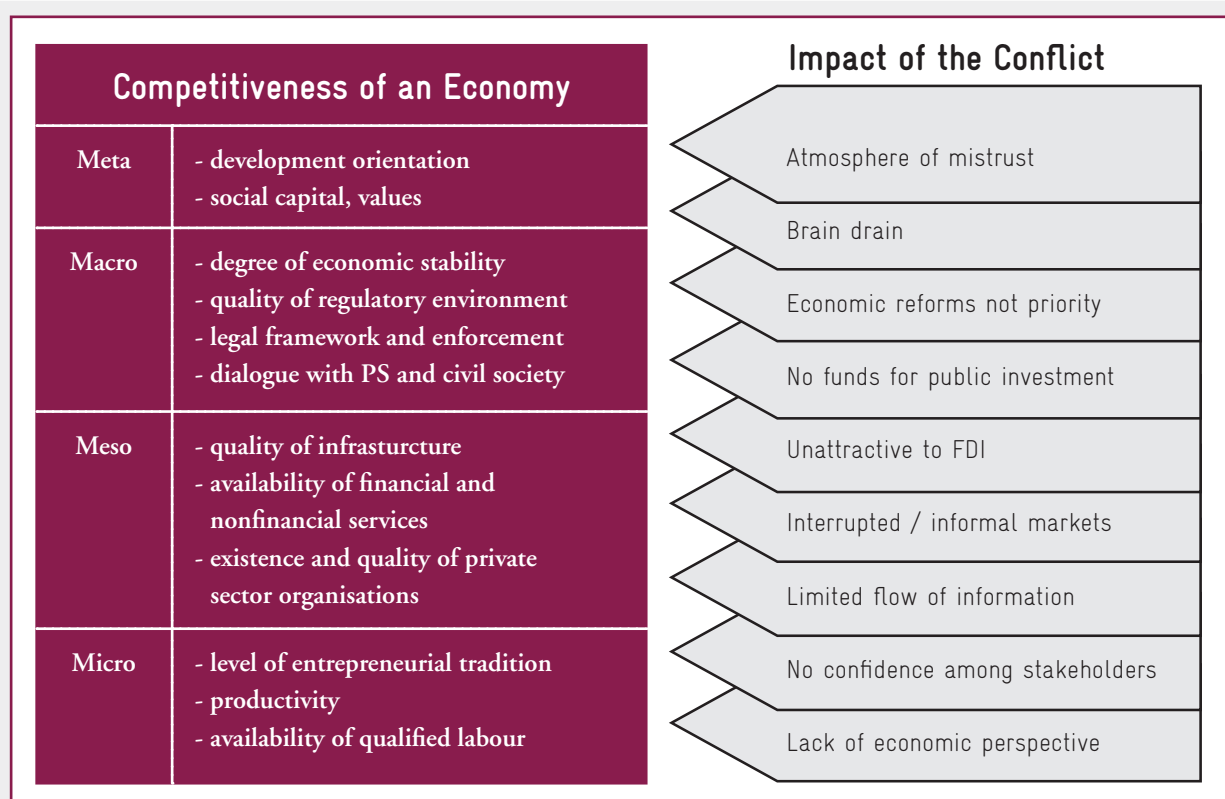 Competitiveness of an Economy
Meta
- development orientation
- social capital, values
Macro
- degree of economic stability
- quality of regulatory environment
- legal framework and enforcement
- dialogue with PS and civil society
Meso
- quality of infrasturcture
- availability of financial and
nonfinancial services
- existence and quality of private
sector organisations
Micro
- level of entrepreneurial tradition
- productivity
- availability of qualified labour
Impact of the Conflict
Atmosphere of mistrust
Brain drain
Economic reforms not priority
No funds for public investment
Unattractive to FDI
Interrupted / informal markets
Limited flow of information
No confidence among stakeholders
Lack of economic perspective